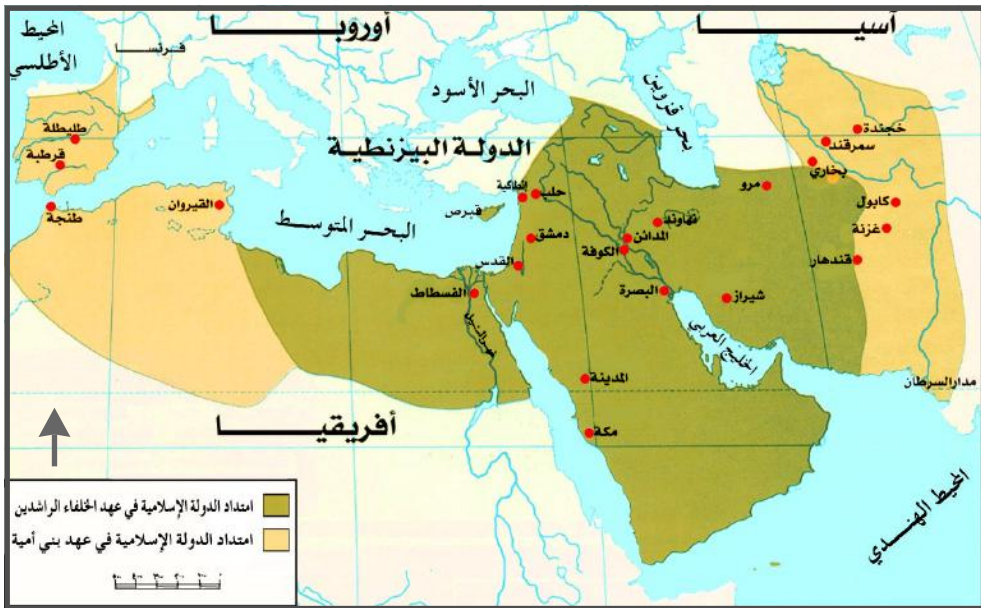 المحيط
الأطلسي
فرنسا
أوروبا
آسيا
البحر الأسود
بحر قزوين
الدولة البيزنطية
طليطلة
قرطبة
طنجة
القيروان
البحر المتوسط
قبرص
إنطاكية
حلب
دمشق
القدس
الفسطاط
نهر النيل
نهاوند
المدائن
الكوفة
البصرة
شيراز
مرو
خجندة
سمرقند
بخاري
كابول
غزنة
قندهار
الخليج العربي
المدينة
مكة
مدار السرطان
أفريقيا
المحيط الهندي
امتداد الدولة الإسلامية في عهد الخلفاء الراشدين
امتداد الدولة الإسلامية في عهد بني أمية